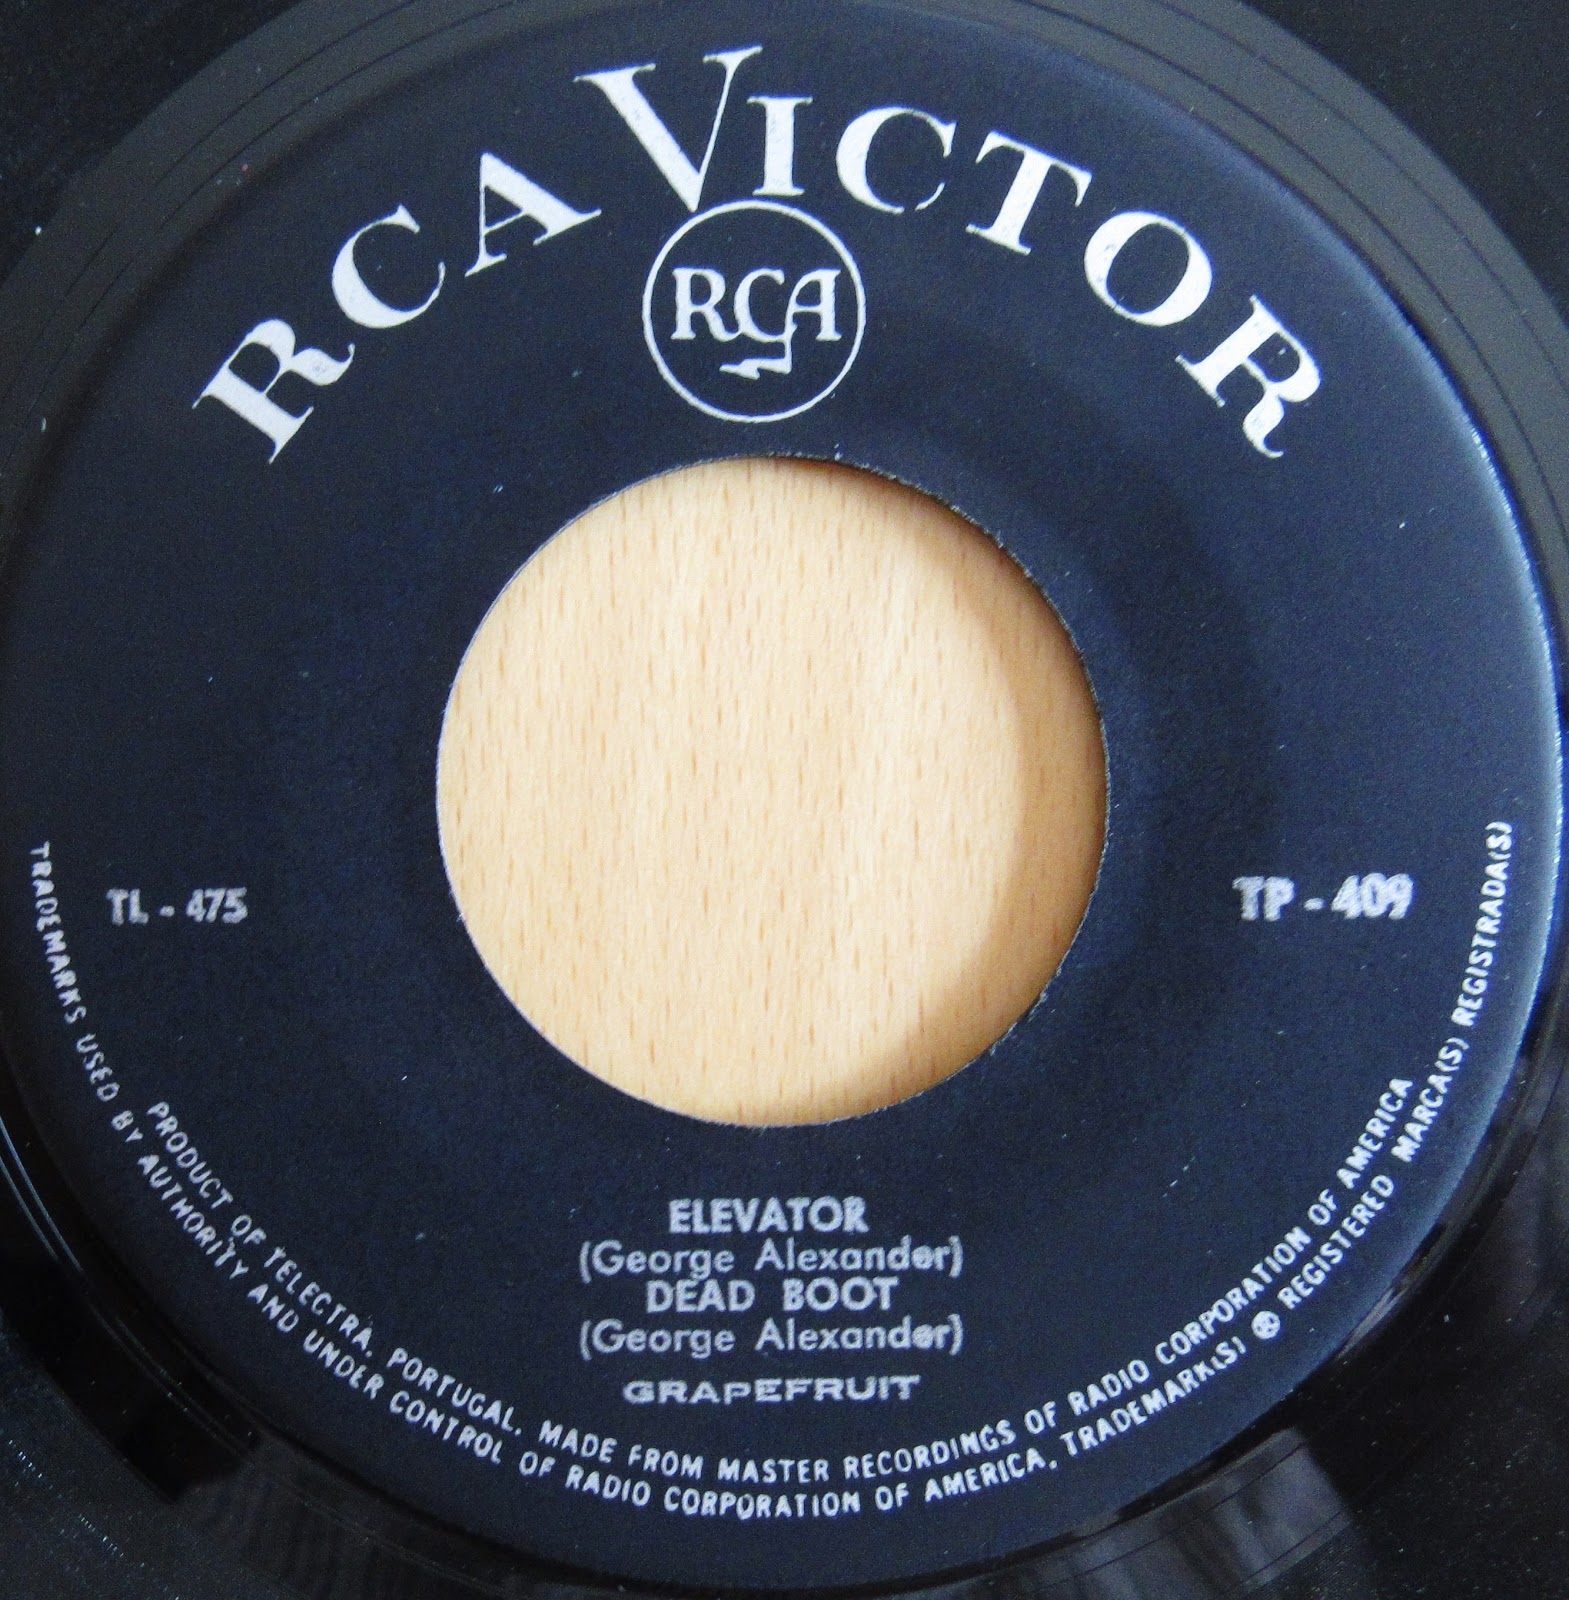 RCA VICTOR
RCA
TL - 475
TP - 409
ELEVATOR
(George Alexander)
DEAD BOOT
(George Alexander)
GRAPEFRUIT
PRODUCT OF TELECTRA, PORTUGAL, MADE FROM MASTER RECORDINGS OF RADIO CORPORATION OF AMERICA
TRADEMARKS USED BY AUTHORITY AND UNDER CONTROL OF RADIO CORPORATION OF AMERICA, TRADEMARK(S) ® REGISTERED MARCA(S) REGISTRADA(S)